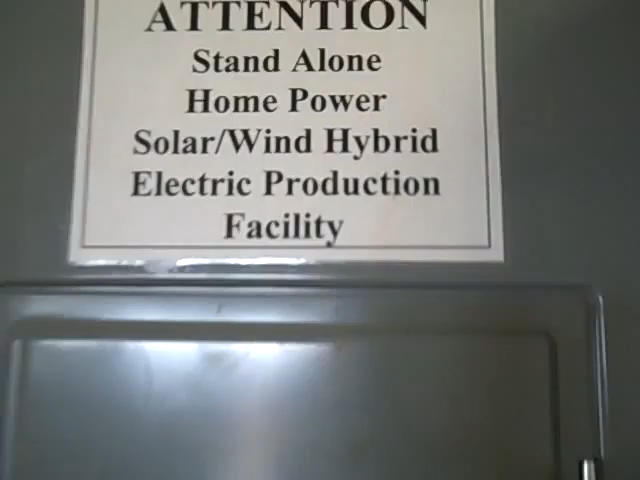 ATTENTION
Stand Alone
Home Power
Solar/Wind Hybrid
Electric Production
Facility